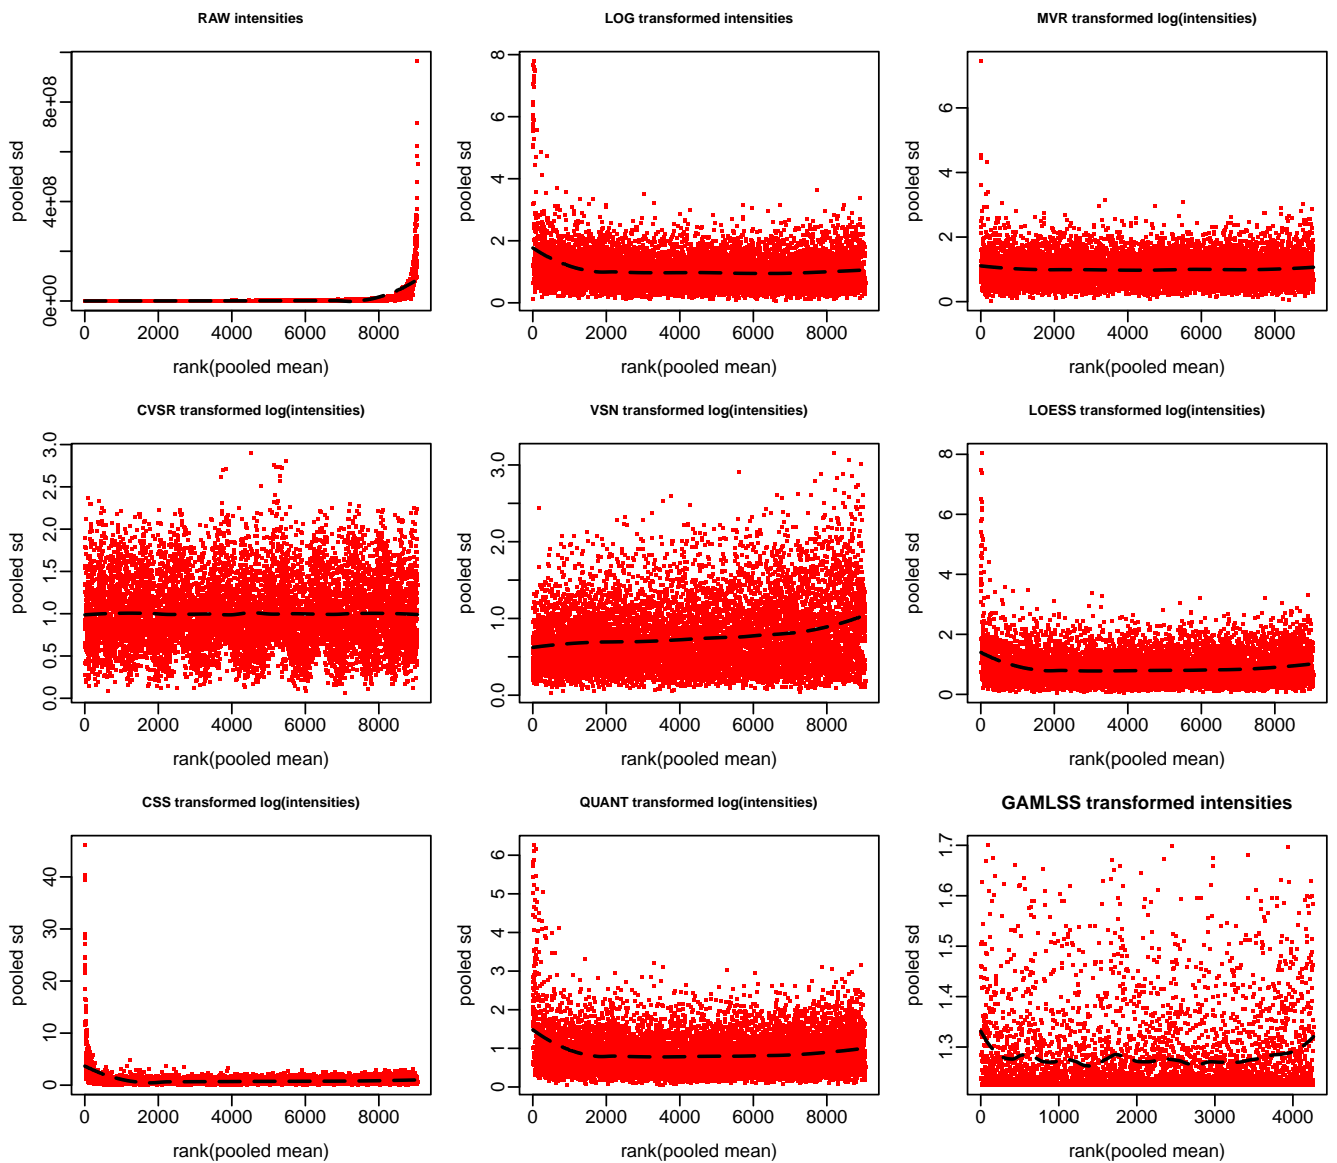 RAW intensities
pooled sd
0e+00 4e+08 8e+08
0 2000 4000 6000 8000
rank(pooled mean)
LOG transformed intensities
pooled sd
0 2 4 6 8
0 2000 4000 6000 8000
rank(pooled mean)
MVR transformed log(intensities)
pooled sd
0 2 4 6
0 2000 4000 6000 8000
rank(pooled mean)
CVSR transformed log(intensities)
pooled sd
0.0 0.5 1.0 1.5 2.0 2.5 3.0
0 2000 4000 6000 8000
rank(pooled mean)
VSN transformed log(intensities)
pooled sd
0.0 1.0 2.0 3.0
0 2000 4000 6000 8000
rank(pooled mean)
LOESS transformed log(intensities)
pooled sd
0 2 4 6 8
0 2000 4000 6000 8000
rank(pooled mean)
CSS transformed log(intensities)
pooled sd
0 10 20 30 40
0 2000 4000 6000 8000
rank(pooled mean)
QUANT transformed log(intensities)
pooled sd
0 1 2 3 4 5 6
0 2000 4000 6000 8000
rank(pooled mean)
GAMLSS transformed intensities
pooled sd
1.3 1.4 1.5 1.6 1.7
0 1000 2000 3000 4000
rank(pooled mean)